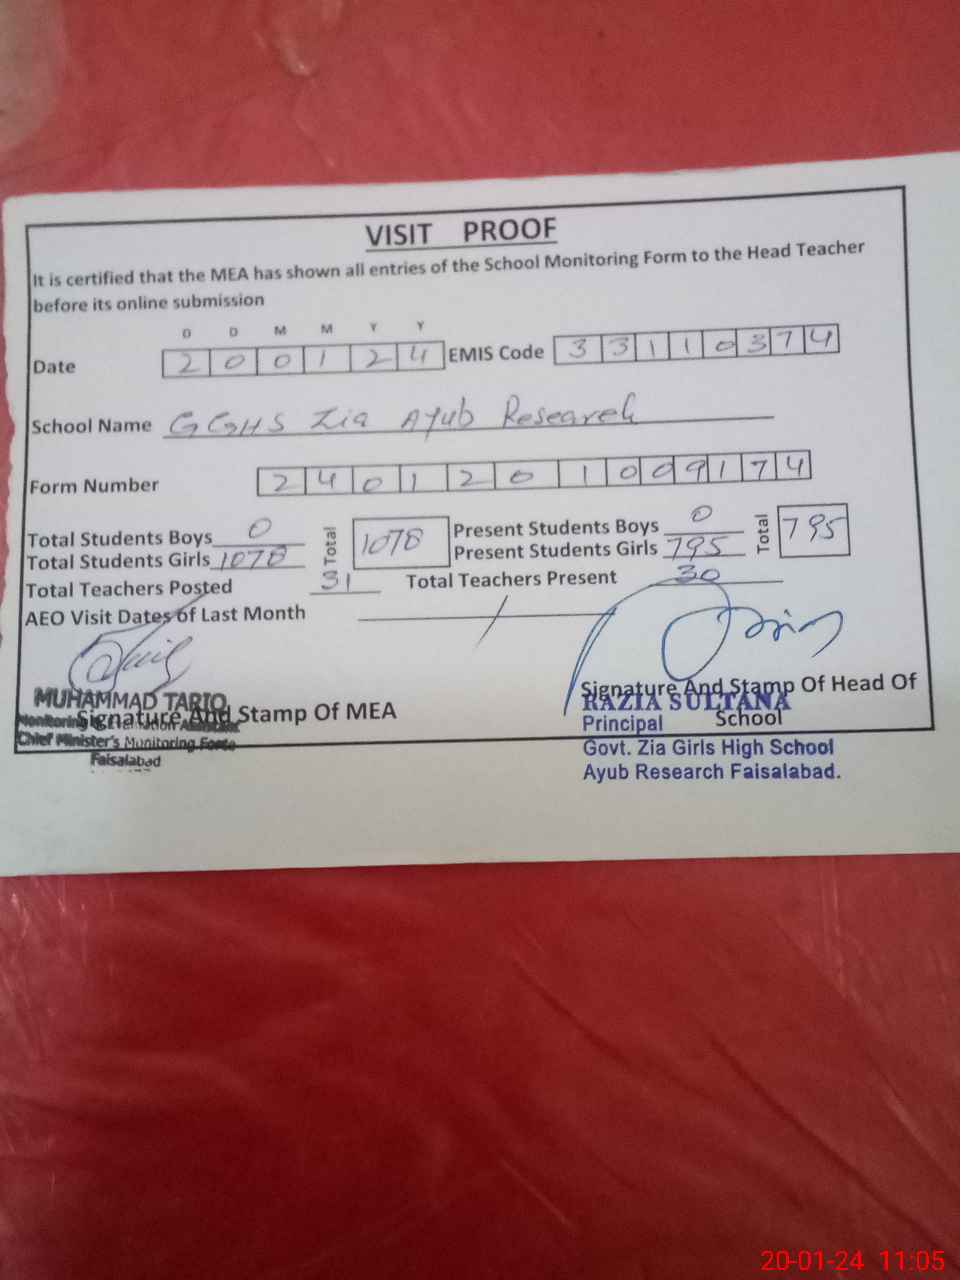 VISIT PROOF
It is certified that the MEA has shown all entries of the School Monitoring Form to the Head Teacher
before its online submission
D D M M Y Y
Date 2 0 0 1 2 4 EMIS Code 3 3 1 1 0 3 7 4
School Name GGHS Zia Ayub Research
Form Number 2 4 0 1 2 0 1 0 0 9 1 7 4
Total Students Boys 0 Total 1078 Present Students Boys 0 Total 795
Total Students Girls 1078 Present Students Girls 795
Total Teachers Posted 31 Total Teachers Present 30
AEO Visit Dates of Last Month /
MUHAMMAD TARIQ
Signature And Stamp Of MEA
Monitoring
Chief Minister's Monitoring Force
Faisalabad
Signature And Stamp Of Head Of
School
RAZIA SULTANA
Principal
Govt. Zia Girls High School
Ayub Research Faisalabad.
20-01-24 11:05